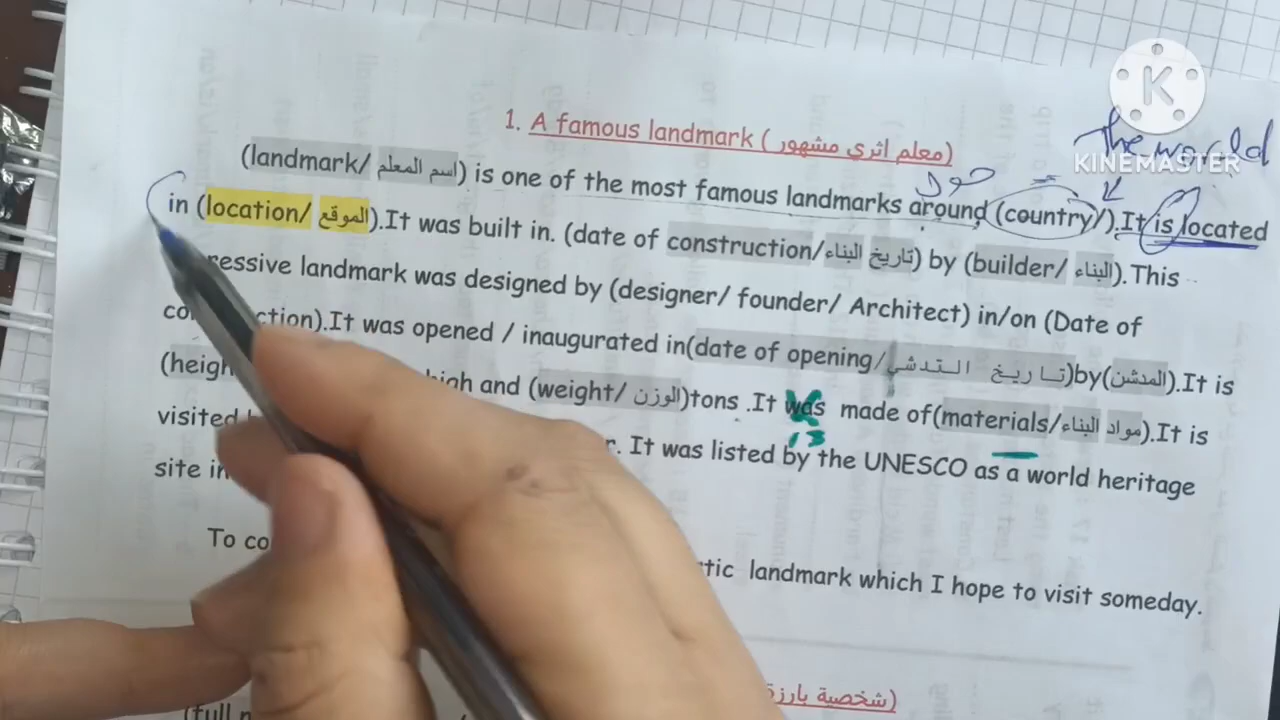 1. A famous landmark (معلم اثري مشهور)
The world
KINEMASTER
(landmark/ اسم المعلم) is one of the most famous landmarks around (country/).It is located
حول
in (location/ الموقع).It was built in. (date of construction/تاريخ البناء) by (builder/ البناء).This
ressive landmark was designed by (designer/ founder/ Architect) in/on (Date of
co ction).It was opened / inaugurated in(date of opening/تاريخ التدشي)by(المدشن).It is
(heigh high and (weight/ الوزن)tons .It was made of(materials/مواد البناء).It is
is
visited r. It was listed by the UNESCO as a world heritage
site in
To co tic landmark which I hope to visit someday.
(شخصية بارزة)
(full n